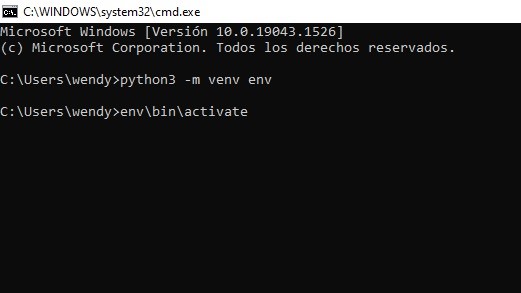 C:\WINDOWS\system32\cmd.exe
Microsoft Windows [Versión 10.0.19043.1526]
(c) Microsoft Corporation. Todos los derechos reservados.
C:\Users\wendy>python3 -m venv env
C:\Users\wendy>env\bin\activate